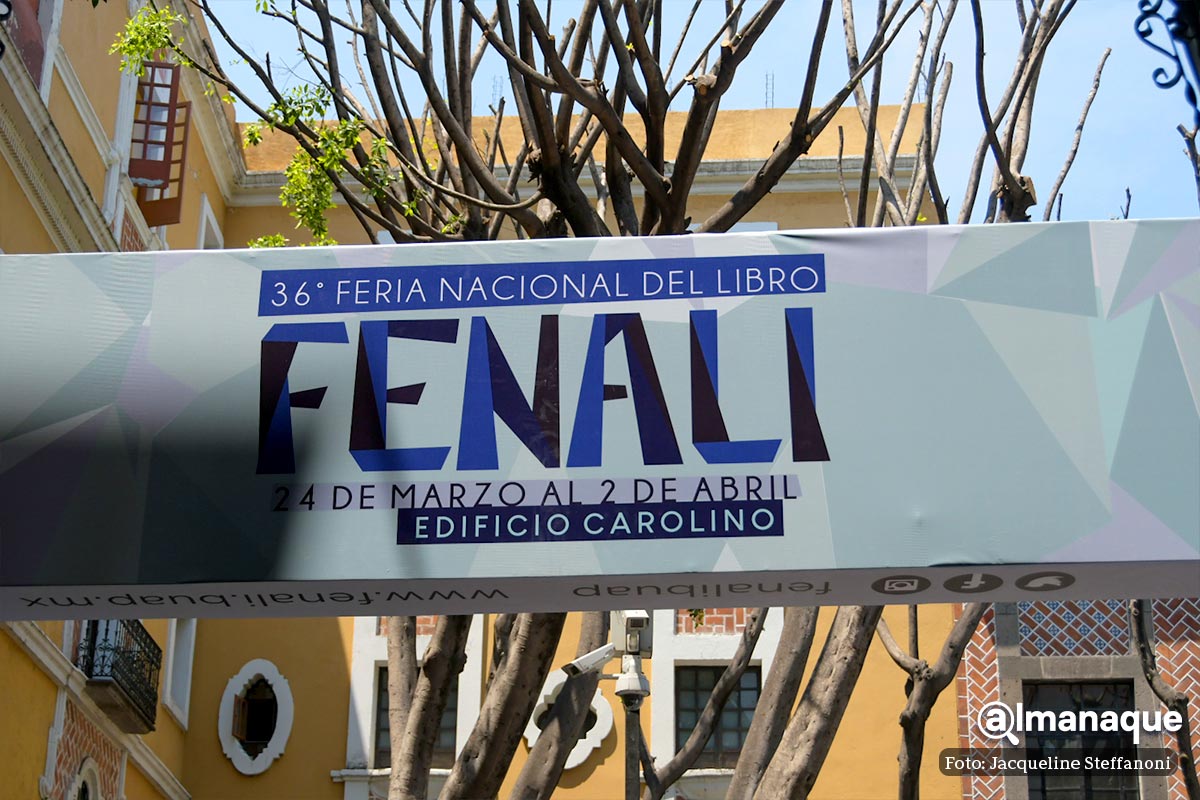 36° FERIA NACIONAL DEL LIBRO
FENALI
24 DE MARZO AL 2 DE ABRIL
EDIFICIO CAROLINO
www.fenali.buap.mx
fenalibuap
@lmanaque
Foto: Jacqueline Steffanoni